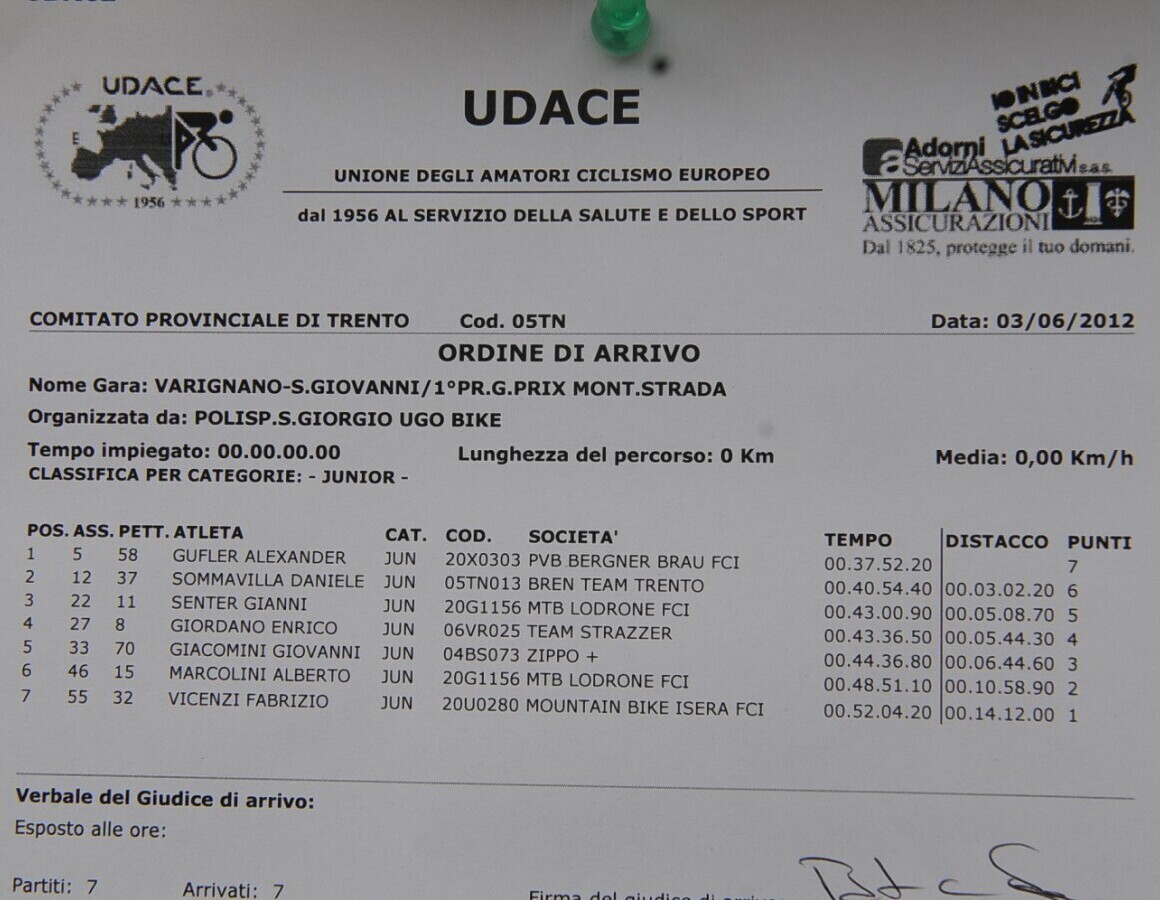 UDACE
E
1956
UDACE
UNIONE DEGLI AMATORI CICLISMO EUROPEO
dal 1956 AL SERVIZIO DELLA SALUTE E DELLO SPORT
IO IN BICI
SCELGO
LA SICUREZZA
a Adorni
ServiziAssicurativi s.a.s.
MILANO
ASSICURAZIONI
Dal 1825, protegge il tuo domani.
COMITATO PROVINCIALE DI TRENTO Cod. 05TN Data: 03/06/2012
ORDINE DI ARRIVO
Nome Gara: VARIGNANO-S.GIOVANNI/1°PR.G.PRIX MONT.STRADA
Organizzata da: POLISP.S.GIORGIO UGO BIKE
Tempo impiegato: 00.00.00.00 Lunghezza del percorso: 0 Km Media: 0,00 Km/h
CLASSIFICA PER CATEGORIE: - JUNIOR -
POS. ASS. PETT. ATLETA CAT. COD. SOCIETA' TEMPO DISTACCO PUNTI
1 5 58 GUFLER ALEXANDER JUN 20X0303 PVB BERGNER BRAU FCI 00.37.52.20 7
2 12 37 SOMMAVILLA DANIELE JUN 05TN013 BREN TEAM TRENTO 00.40.54.40 00.03.02.20 6
3 22 11 SENTER GIANNI JUN 20G1156 MTB LODRONE FCI 00.43.00.90 00.05.08.70 5
4 27 8 GIORDANO ENRICO JUN 06VR025 TEAM STRAZZER 00.43.36.50 00.05.44.30 4
5 33 70 GIACOMINI GIOVANNI JUN 04BS073 ZIPPO + 00.44.36.80 00.06.44.60 3
6 46 15 MARCOLINI ALBERTO JUN 20G1156 MTB LODRONE FCI 00.48.51.10 00.10.58.90 2
7 55 32 VICENZI FABRIZIO JUN 20U0280 MOUNTAIN BIKE ISERA FCI 00.52.04.20 00.14.12.00 1
Verbale del Giudice di arrivo:
Esposto alle ore:
Partiti: 7 Arrivati: 7 Firma del giudice di arrivo